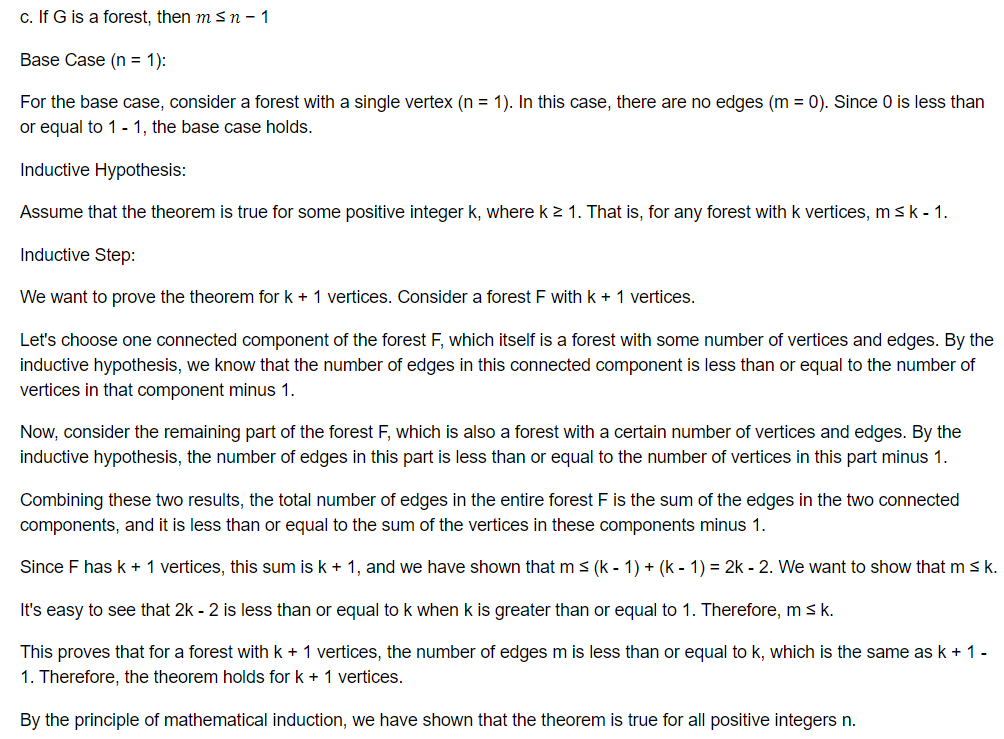 c. If G is a forest, then m ≤ n − 1
Base Case (n = 1):
For the base case, consider a forest with a single vertex (n = 1). In this case, there are no edges (m = 0). Since 0 is less than
or equal to 1 - 1, the base case holds.
Inductive Hypothesis:
Assume that the theorem is true for some positive integer k, where k ≥ 1. That is, for any forest with k vertices, m ≤ k - 1.
Inductive Step:
We want to prove the theorem for k + 1 vertices. Consider a forest F with k + 1 vertices.
Let's choose one connected component of the forest F, which itself is a forest with some number of vertices and edges. By the
inductive hypothesis, we know that the number of edges in this connected component is less than or equal to the number of
vertices in that component minus 1.
Now, consider the remaining part of the forest F, which is also a forest with a certain number of vertices and edges. By the
inductive hypothesis, the number of edges in this part is less than or equal to the number of vertices in this part minus 1.
Combining these two results, the total number of edges in the entire forest F is the sum of the edges in the two connected
components, and it is less than or equal to the sum of the vertices in these components minus 1.
Since F has k + 1 vertices, this sum is k + 1, and we have shown that m ≤ (k - 1) + (k - 1) = 2k - 2. We want to show that m ≤ k.
It's easy to see that 2k - 2 is less than or equal to k when k is greater than or equal to 1. Therefore, m ≤ k.
This proves that for a forest with k + 1 vertices, the number of edges m is less than or equal to k, which is the same as k + 1 -
1. Therefore, the theorem holds for k + 1 vertices.
By the principle of mathematical induction, we have shown that the theorem is true for all positive integers n.